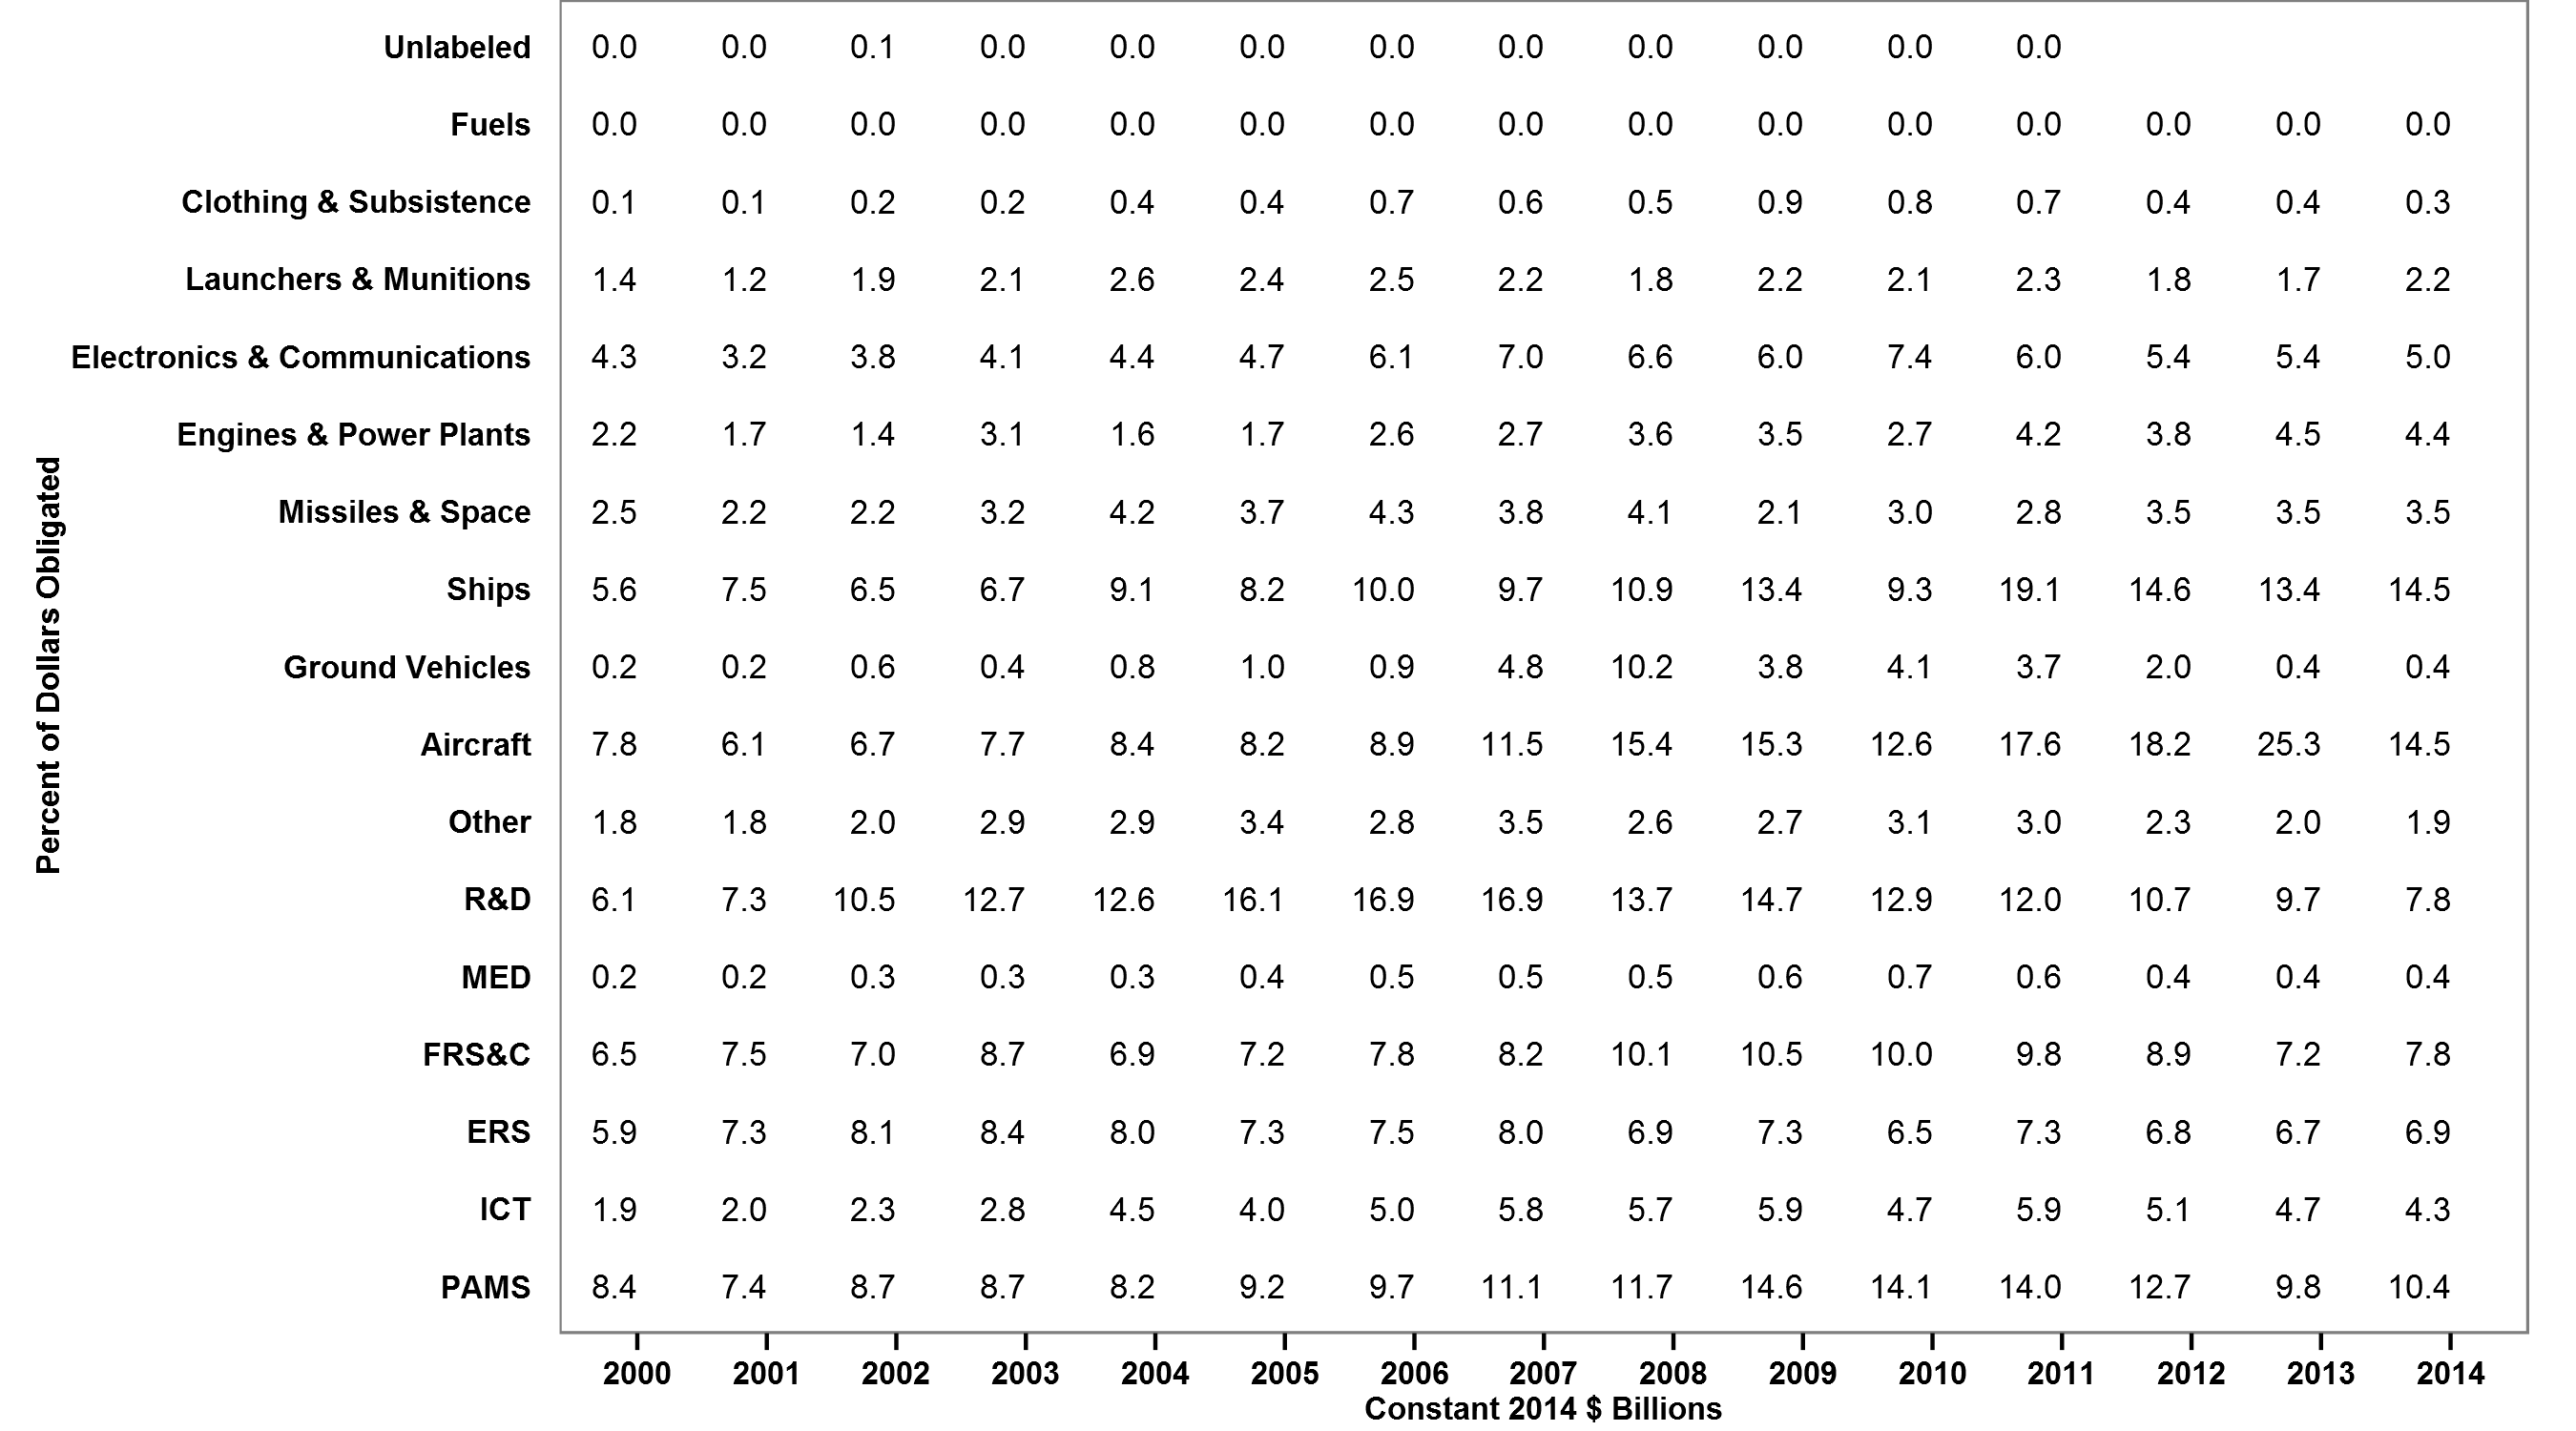 Unlabeled 0.0 0.0 0.1 0.0 0.0 0.0 0.0 0.0 0.0 0.0 0.0 0.0
Fuels 0.0 0.0 0.0 0.0 0.0 0.0 0.0 0.0 0.0 0.0 0.0 0.0 0.0 0.0 0.0
Clothing & Subsistence 0.1 0.1 0.2 0.2 0.4 0.4 0.7 0.6 0.5 0.9 0.8 0.7 0.4 0.4 0.3
Launchers & Munitions 1.4 1.2 1.9 2.1 2.6 2.4 2.5 2.2 1.8 2.2 2.1 2.3 1.8 1.7 2.2
Electronics & Communications 4.3 3.2 3.8 4.1 4.4 4.7 6.1 7.0 6.6 6.0 7.4 6.0 5.4 5.4 5.0
Engines & Power Plants 2.2 1.7 1.4 3.1 1.6 1.7 2.6 2.7 3.6 3.5 2.7 4.2 3.8 4.5 4.4
Missiles & Space 2.5 2.2 2.2 3.2 4.2 3.7 4.3 3.8 4.1 2.1 3.0 2.8 3.5 3.5 3.5
Ships 5.6 7.5 6.5 6.7 9.1 8.2 10.0 9.7 10.9 13.4 9.3 19.1 14.6 13.4 14.5
Ground Vehicles 0.2 0.2 0.6 0.4 0.8 1.0 0.9 4.8 10.2 3.8 4.1 3.7 2.0 0.4 0.4
Aircraft 7.8 6.1 6.7 7.7 8.4 8.2 8.9 11.5 15.4 15.3 12.6 17.6 18.2 25.3 14.5
Other 1.8 1.8 2.0 2.9 2.9 3.4 2.8 3.5 2.6 2.7 3.1 3.0 2.3 2.0 1.9
R&D 6.1 7.3 10.5 12.7 12.6 16.1 16.9 16.9 13.7 14.7 12.9 12.0 10.7 9.7 7.8
MED 0.2 0.2 0.3 0.3 0.3 0.4 0.5 0.5 0.5 0.6 0.7 0.6 0.4 0.4 0.4
FRS&C 6.5 7.5 7.0 8.7 6.9 7.2 7.8 8.2 10.1 10.5 10.0 9.8 8.9 7.2 7.8
ERS 5.9 7.3 8.1 8.4 8.0 7.3 7.5 8.0 6.9 7.3 6.5 7.3 6.8 6.7 6.9
ICT 1.9 2.0 2.3 2.8 4.5 4.0 5.0 5.8 5.7 5.9 4.7 5.9 5.1 4.7 4.3
PAMS 8.4 7.4 8.7 8.7 8.2 9.2 9.7 11.1 11.7 14.6 14.1 14.0 12.7 9.8 10.4
2000 2001 2002 2003 2004 2005 2006 2007 2008 2009 2010 2011 2012 2013 2014
Constant 2014 $ Billions
Percent of Dollars Obligated